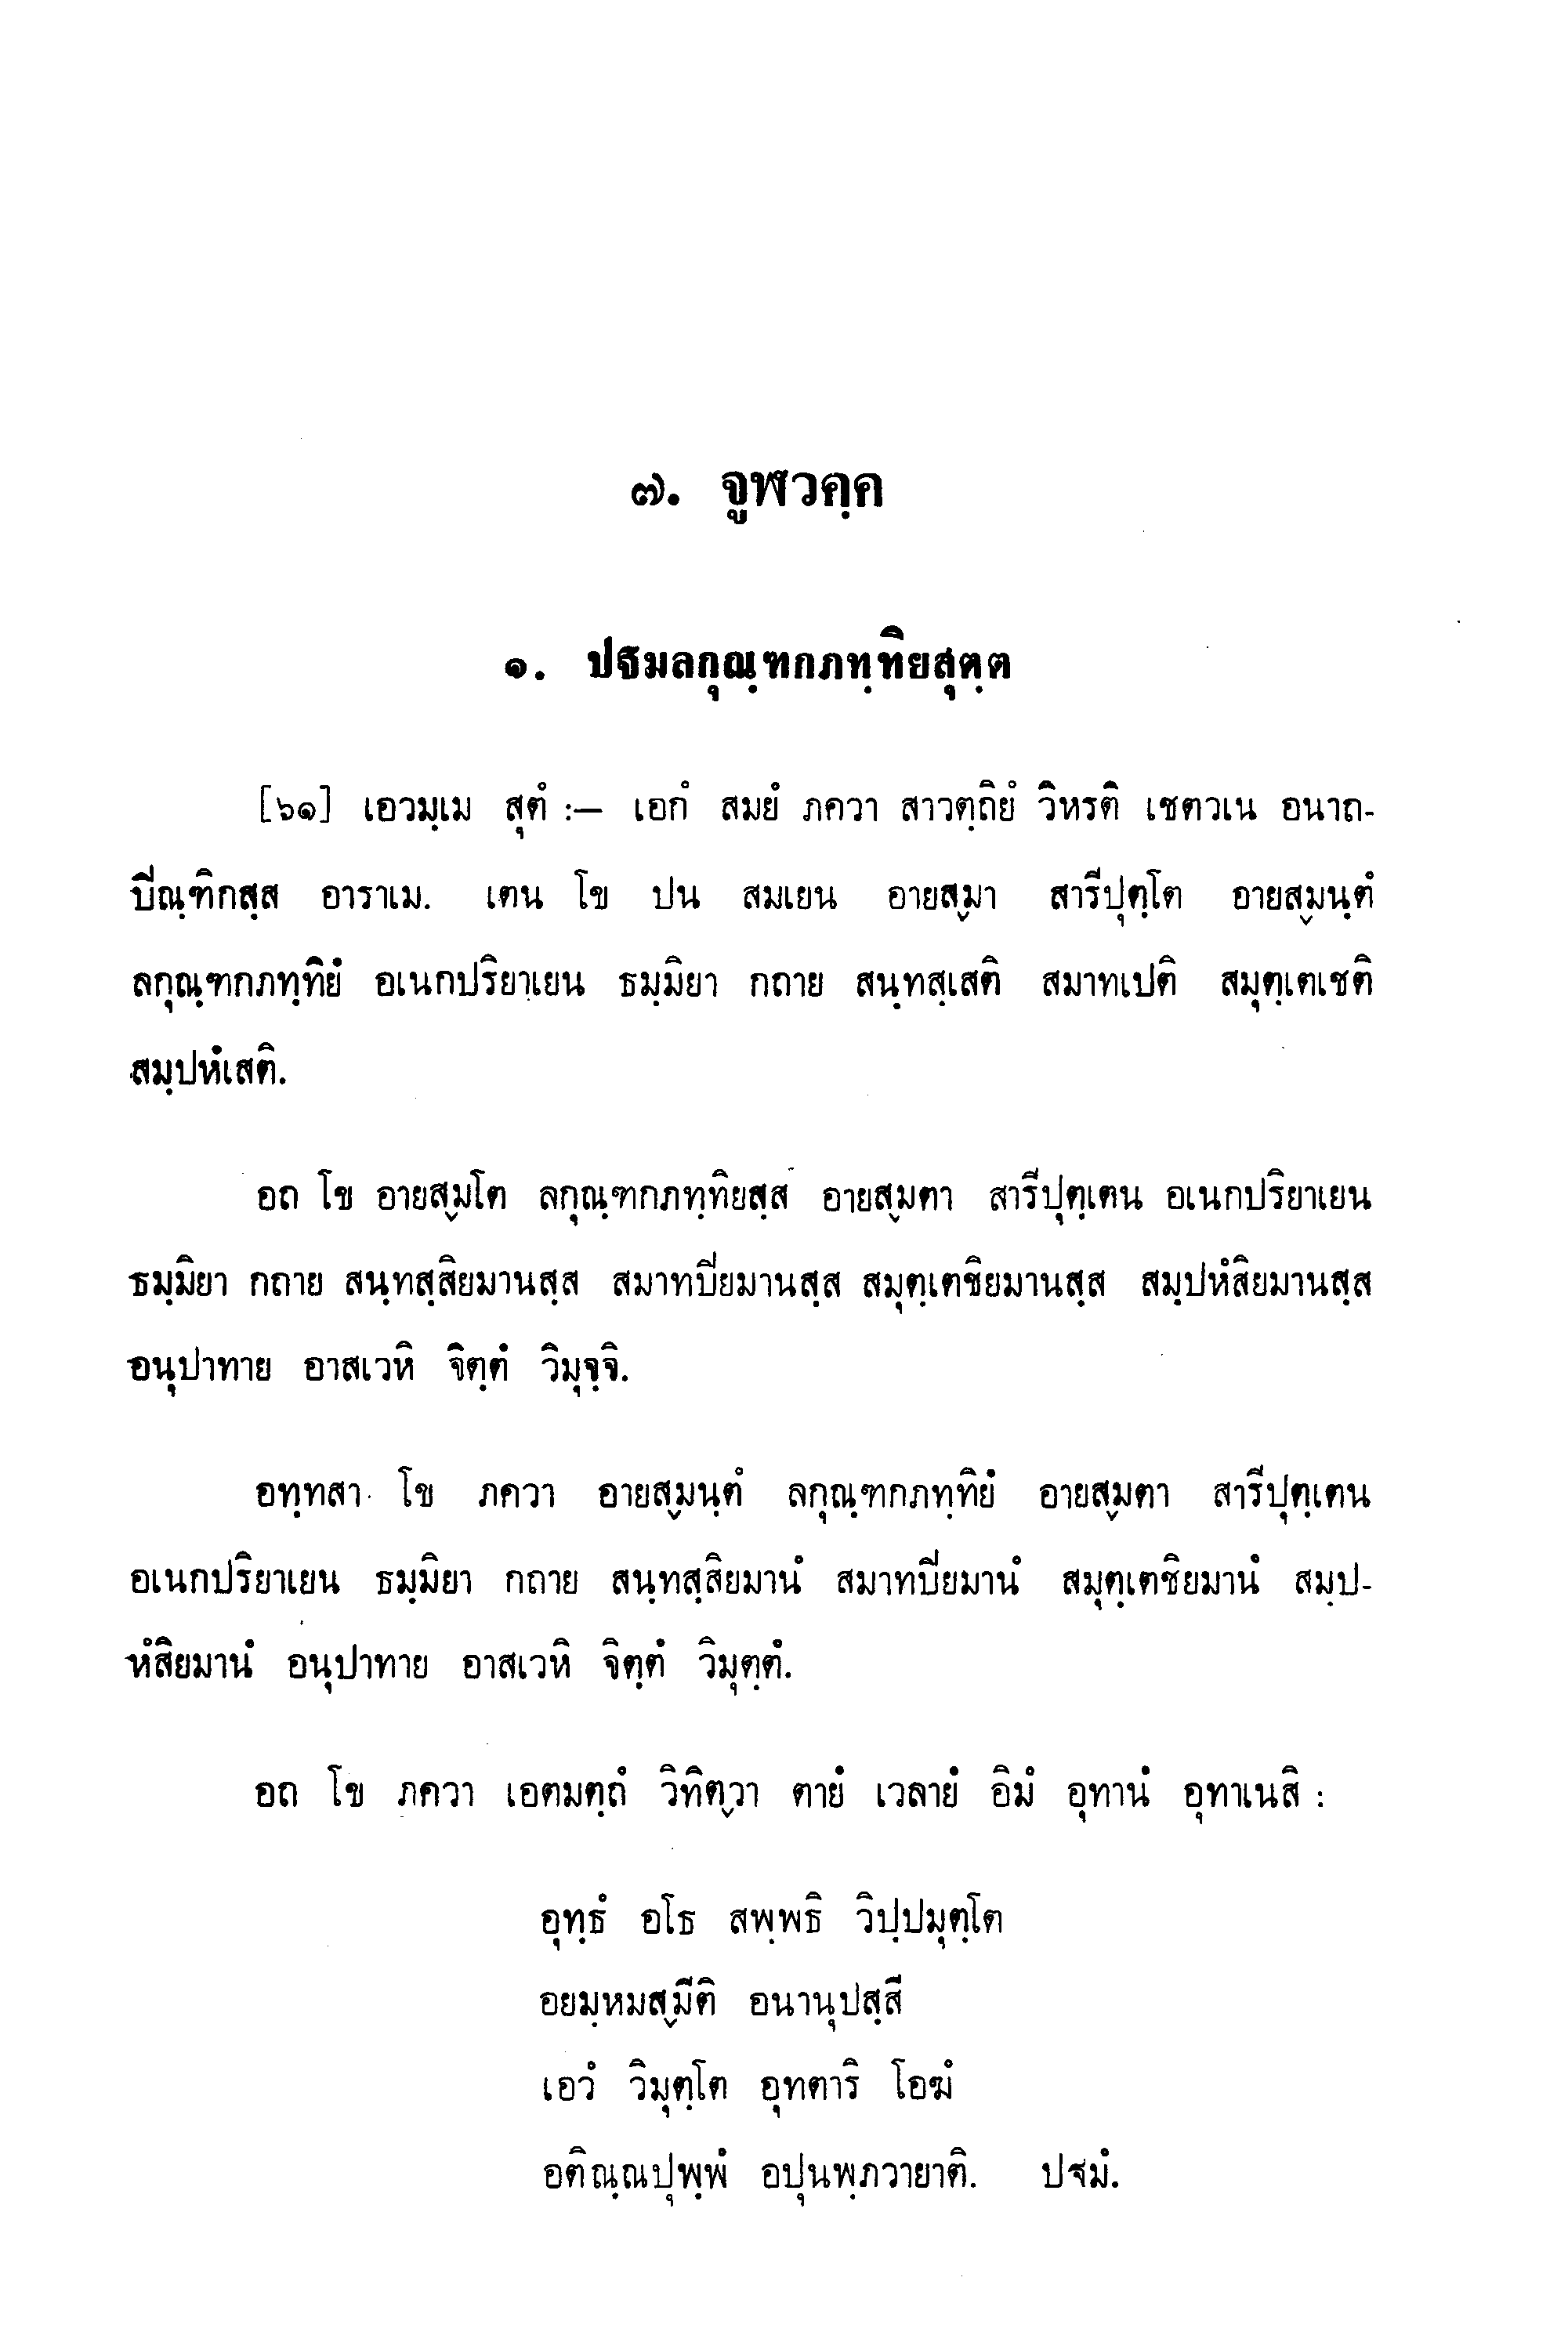 ๗. จูฬวคฺค
๑. ปฐมลกุณฺฑกภทฺทิยสุตฺต
[๖๑] เอวมฺเม สุตํ :– เอกํ สมยํ ภควา สาวตฺถิยํ วิหรติ เชตวเน อนาถ-
ปิณฺฑิกสฺส อาราเม. เตน โข ปน สมเยน อายสฺมา สารีปุตฺโต อายสฺมนฺตํ
ลกุณฺฑกภทฺทิยํ อเนกปริยาเยน ธมฺมิยา กถาย สนฺทสฺเสติ สมาทเปติ สมุตฺเตเชติ
สมฺปหํเสติ.
อถ โข อายสฺมโต ลกุณฺฑกภทฺทิยสฺส อายสฺมตา สารีปุตฺเตน อเนกปริยาเยน
ธมฺมิยา กถาย สนฺทสฺสิยมานสฺส สมาทปิยมานสฺส สมุตฺเตชิยมานสฺส สมฺปหํสิยมานสฺส
อนุปาทาย อาสเวหิ จิตฺตํ วิมุจฺจิ.
อทฺทสา โข ภควา อายสฺมนฺตํ ลกุณฺฑกภทฺทิยํ อายสฺมตา สารีปุตฺเตน
อเนกปริยาเยน ธมฺมิยา กถาย สนฺทสฺสิยมานํ สมาทปิยมานํ สมุตฺเตชิยมานํ สมฺป-
หํสิยมานํ อนุปาทาย อาสเวหิ จิตฺตํ วิมุตฺตํ.
อถ โข ภควา เอตมตฺถํ วิทิตฺวา ตายํ เวลายํ อิมํ อุทานํ อุทาเนสิ :
อุทฺธํ อโธ สพฺพธิ วิปฺปมุตฺโต
อยมฺหมสฺมีติ อนานุปสฺสี
เอวํ วิมุตฺโต อุทตาริ โอฆํ
อติณฺณปุพฺพํ อปุนพฺภวายาติ. ปฐมํ.